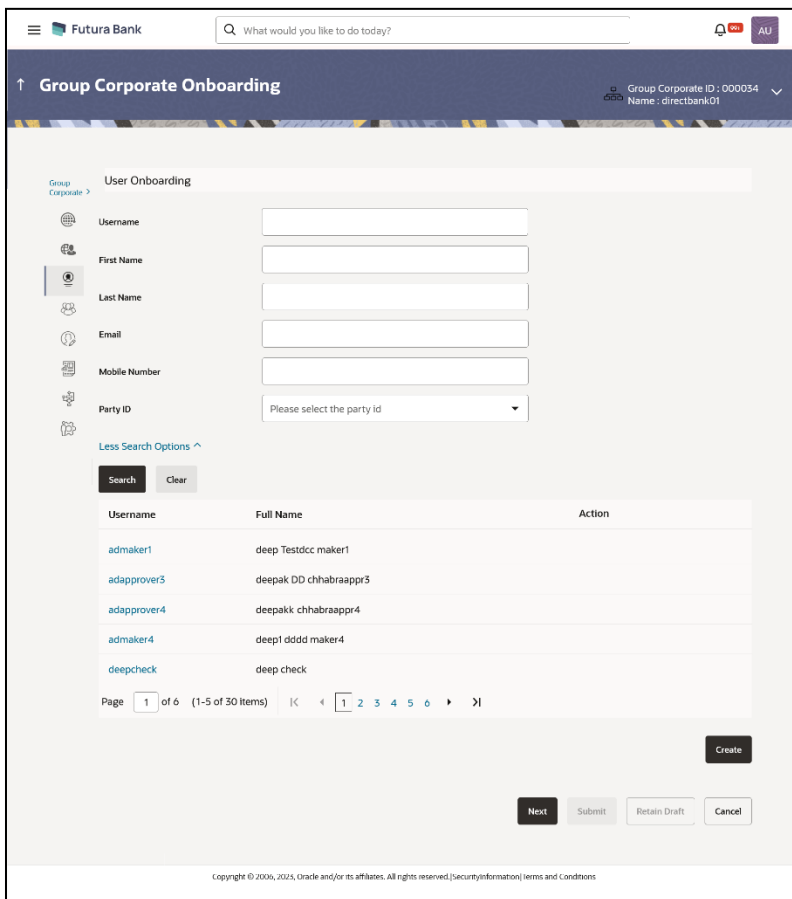 Futura Bank
What would you like to do today?
99+
AU
↑ Group Corporate Onboarding
Group Corporate ID : 000034
Name : directbank01
Group
Corporate >
User Onboarding
Username
First Name
Last Name
Email
Mobile Number
Party ID
Please select the party id
Less Search Options ^
Search Clear
Username Full Name Action
admaker1 deep Testdcc maker1
adapprover3 deepak DD chhabraappr3
adapprover4 deepakk chhabraappr4
admaker4 deep1 dddd maker4
deepcheck deep check
Page 1 of 6 (1-5 of 30 Items) 1 2 3 4 5 6
Create
Next Submit Retain Draft Cancel
Copyright © 2006, 2023, Oracle and/or its affiliates. All rights reserved.|SecurityInformation|Terms and Conditions